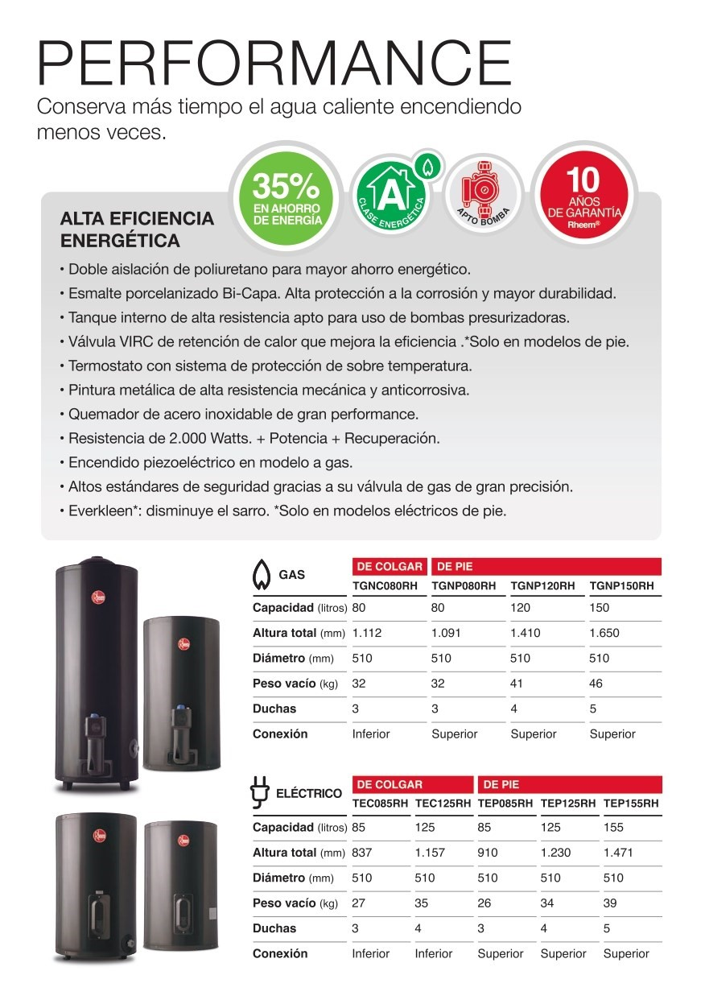 PERFORMANCE
Conserva más tiempo el agua caliente encendiendo
menos veces.
35%
EN AHORRO
DE ENERGÍA
A
CLASE ENERGÉTICA
APTO BOMBA
10
AÑOS
DE GARANTÍA
Rheem®
ALTA EFICIENCIA
ENERGÉTICA
• Doble aislación de poliuretano para mayor ahorro energético.
• Esmalte porcelanizado Bi-Capa. Alta protección a la corrosión y mayor durabilidad.
• Tanque interno de alta resistencia apto para uso de bombas presurizadoras.
• Válvula VIRC de retención de calor que mejora la eficiencia .*Solo en modelos de pie.
• Termostato con sistema de protección de sobre temperatura.
• Pintura metálica de alta resistencia mecánica y anticorrosiva.
• Quemador de acero inoxidable de gran performance.
• Resistencia de 2.000 Watts. + Potencia + Recuperación.
• Encendido piezoeléctrico en modelo a gas.
• Altos estándares de seguridad gracias a su válvula de gas de gran precisión.
• Everkleen*: disminuye el sarro. *Solo en modelos eléctricos de pie.
Rheem
Rheem
GAS DE COLGAR DE PIE
TGNC080RH TGNP080RH TGNP120RH TGNP150RH
Capacidad (litros) 80 80 120 150
Altura total (mm) 1.112 1.091 1.410 1.650
Diámetro (mm) 510 510 510 510
Peso vacío (kg) 32 32 41 46
Duchas 3 3 4 5
Conexión Inferior Superior Superior Superior
Rheem
Rheem
ELÉCTRICO DE COLGAR DE PIE
TEC085RH TEC125RH TEP085RH TEP125RH TEP155RH
Capacidad (litros) 85 125 85 125 155
Altura total (mm) 837 1.157 910 1.230 1.471
Diámetro (mm) 510 510 510 510 510
Peso vacío (kg) 27 35 26 34 39
Duchas 3 4 3 4 5
Conexión Inferior Inferior Superior Superior Superior